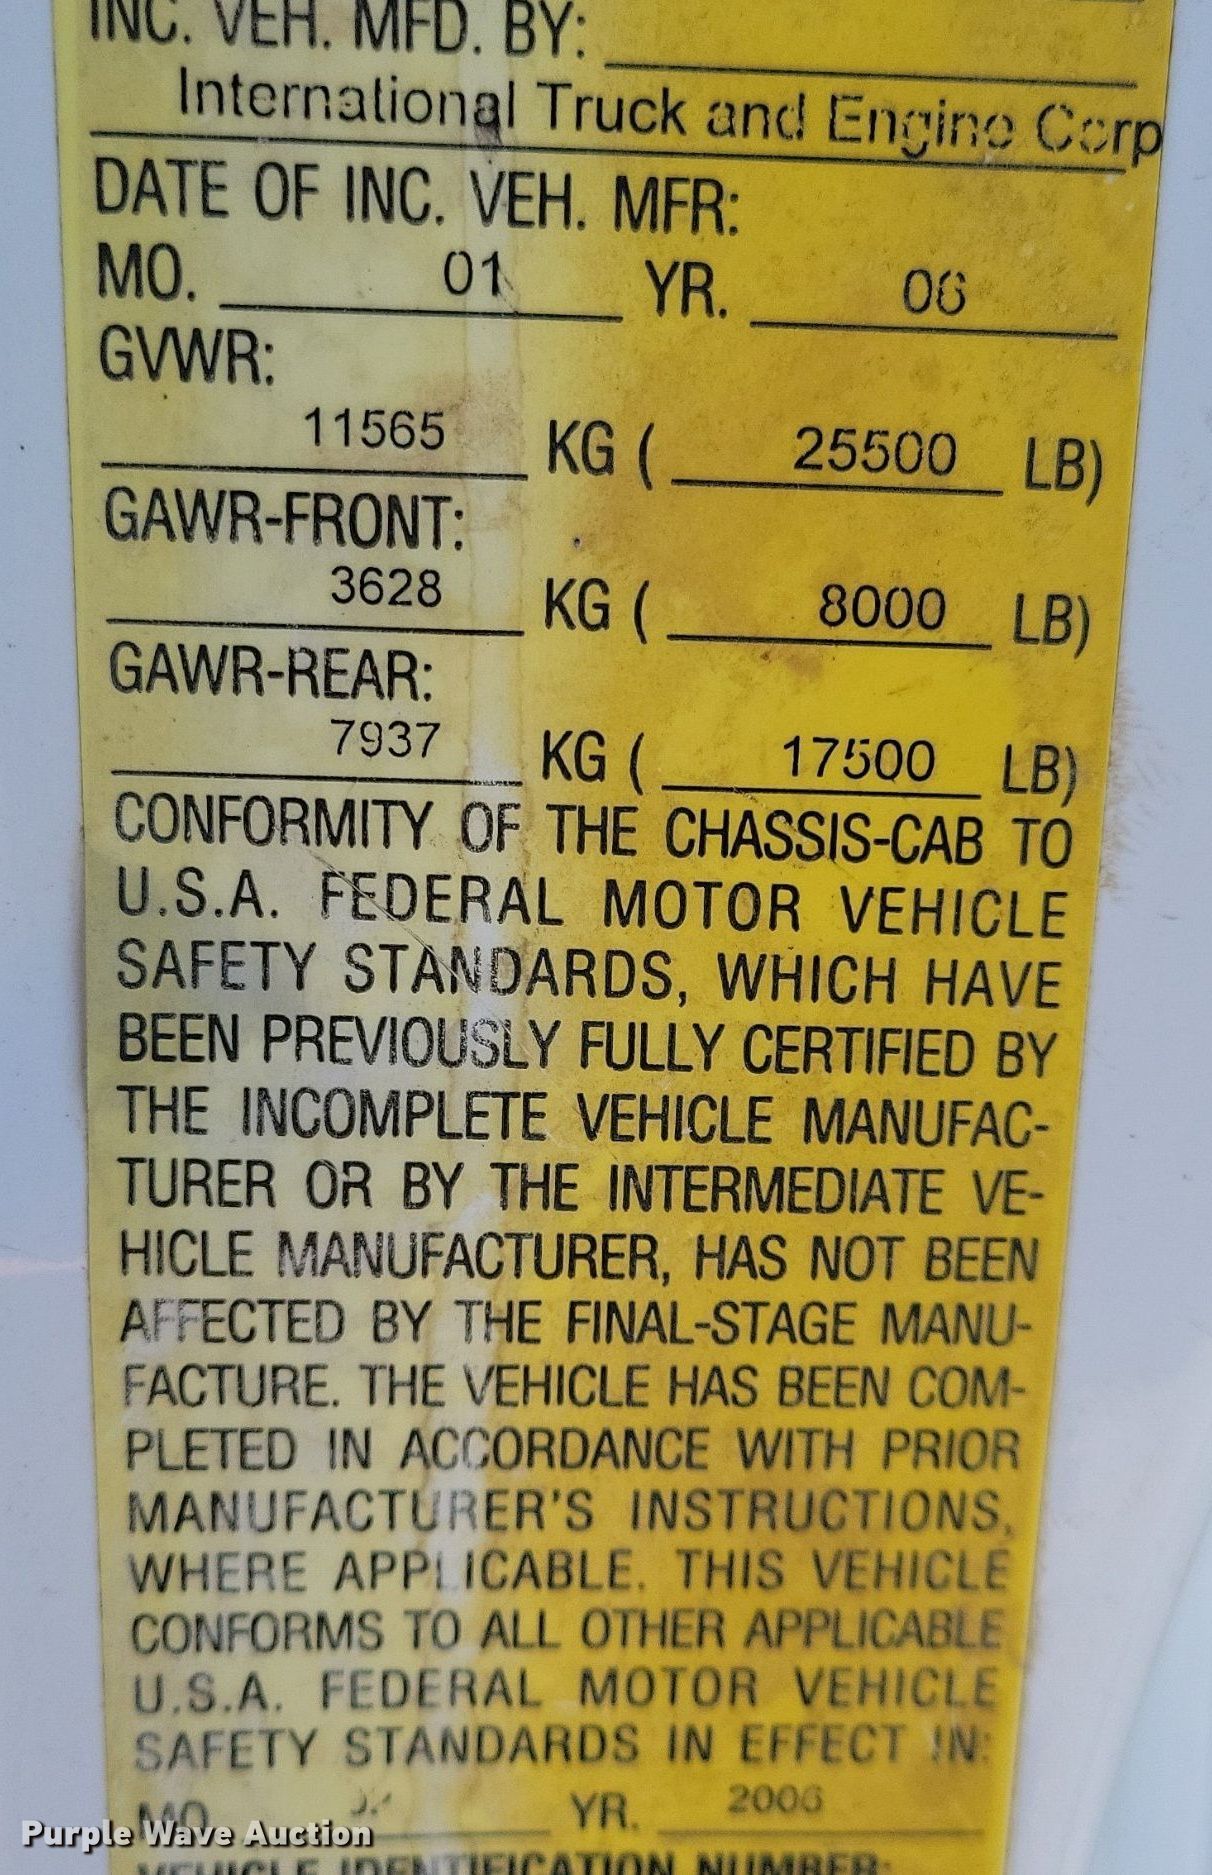 INC. VEH. MFD. BY:
International Truck and Engine Corp
DATE OF INC. VEH. MFR:
MO. 01 YR. 06
GVWR:
11565 KG ( 25500 LB)
GAWR-FRONT:
3628 KG ( 8000 LB)
GAWR-REAR:
7937 KG ( 17500 LB)
CONFORMITY OF THE CHASSIS-CAB TO
U.S.A. FEDERAL MOTOR VEHICLE
SAFETY STANDARDS, WHICH HAVE
BEEN PREVIOUSLY FULLY CERTIFIED BY
THE INCOMPLETE VEHICLE MANUFAC-
TURER OR BY THE INTERMEDIATE VE-
HICLE MANUFACTURER, HAS NOT BEEN
AFFECTED BY THE FINAL-STAGE MANU-
FACTURE. THE VEHICLE HAS BEEN COM-
PLETED IN ACCORDANCE WITH PRIOR
MANUFACTURER'S INSTRUCTIONS,
WHERE APPLICABLE. THIS VEHICLE
CONFORMS TO ALL OTHER APPLICABLE
U.S.A. FEDERAL MOTOR VEHICLE
SAFETY STANDARDS IN EFFECT IN:
MO. YR. 2006
VEHICLE IDENTIFICATION NUMBER:
Purple Wave Auction